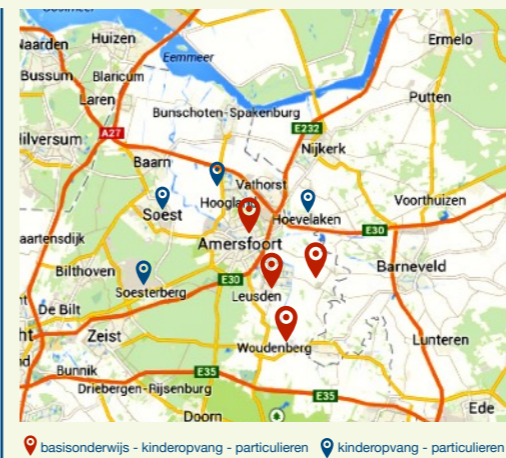 Huizen
Ermelo
Naarden
Eemmeer
Bussum
Blaricum
Putten
Laren
Bunschoten-Spakenburg
A27
E232
Nijkerk
ilversum
Baarn
Vathorst
Voorthuizen
Hoogland
Soest
Hoevelaken
E30
aartensdijk
Amersfoort
Barneveld
Bilthoven
E30
Soesterberg
Leusden
De Bilt
ht
Zeist
Woudenberg
Lunteren
Bunnik
E35
Driebergen-Rijsenburg
E35
Ede
Doorn
basisonderwijs - kinderopvang - particulieren kinderopvang - particulieren